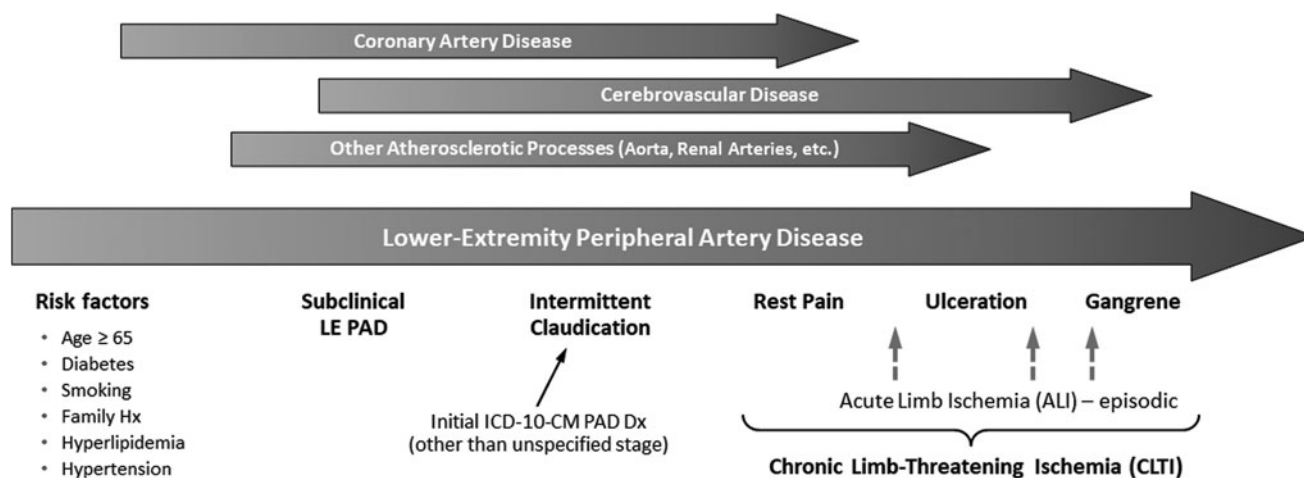 Coronary Artery Disease
Cerebrovascular Disease
Other Atherosclerotic Processes (Aorta, Renal Arteries, etc.)
Lower-Extremity Peripheral Artery Disease
Risk factors
• Age ≥ 65
• Diabetes
• Smoking
• Family Hx
• Hyperlipidemia
• Hypertension
Subclinical
LE PAD
Intermittent
Claudication
Initial ICD-10-CM PAD Dx
(other than unspecified stage)
Rest Pain
Ulceration
Gangrene
Acute Limb Ischemia (ALI) – episodic
Chronic Limb-Threatening Ischemia (CLTI)